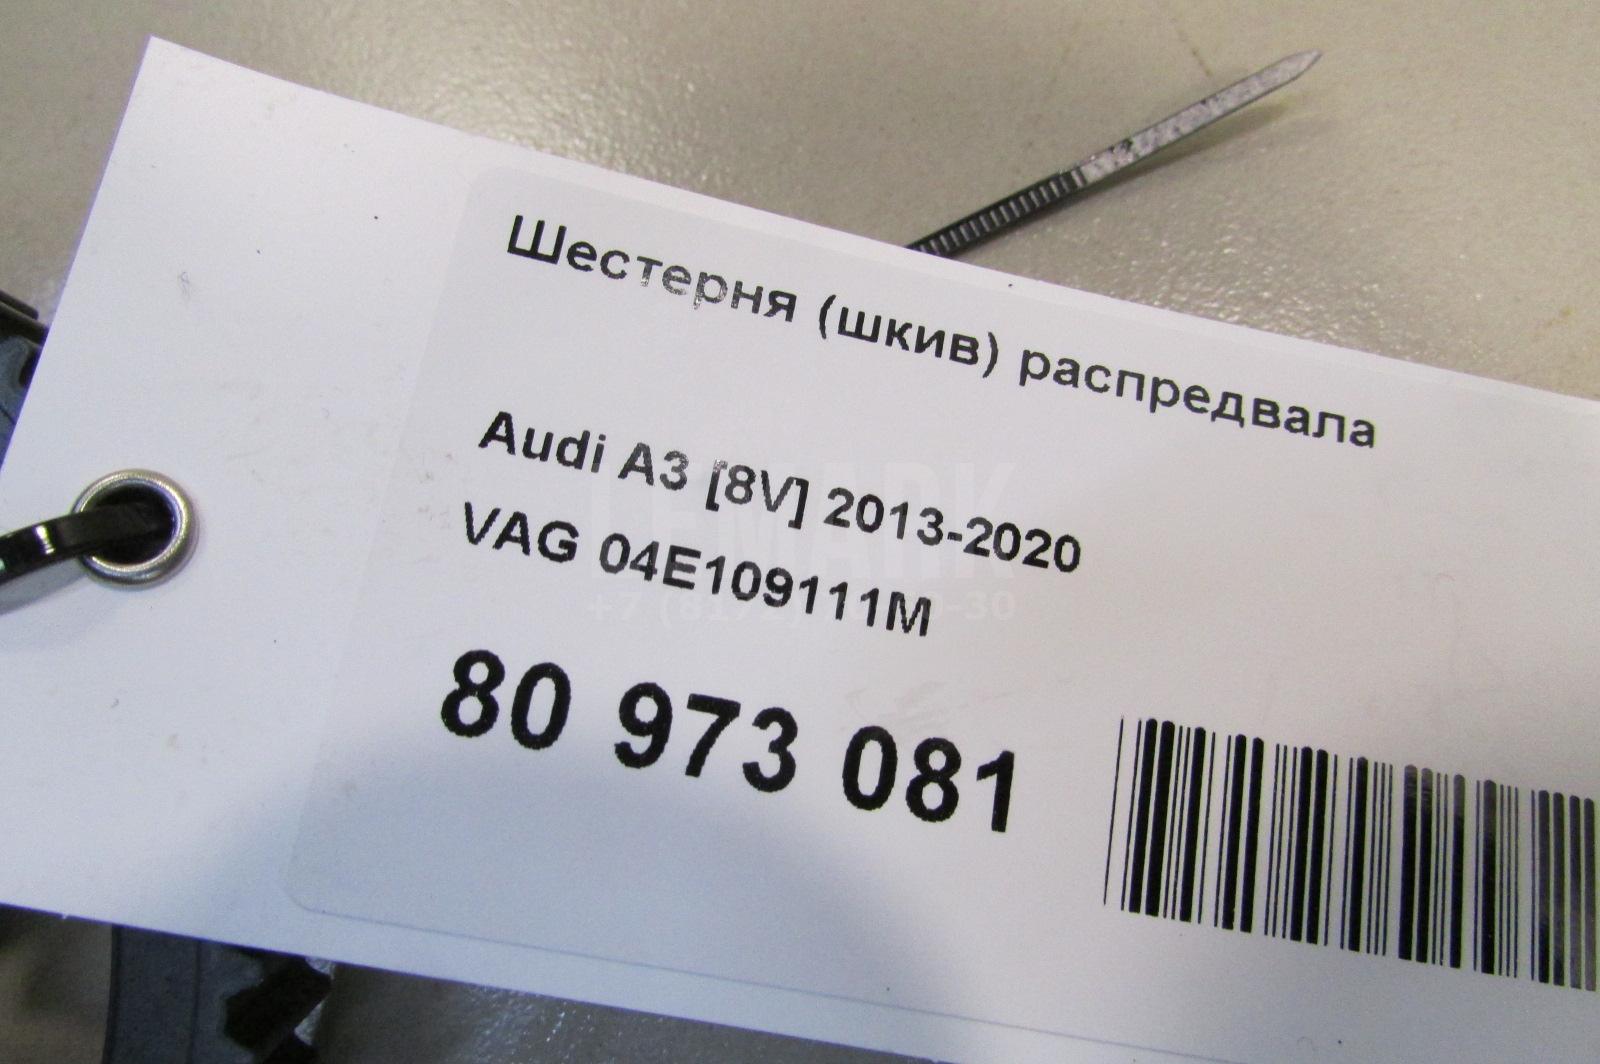 Шестерня (шкив) распредвала
Audi A3 [8V] 2013-2020
VAG 04E109111M
80 973 081